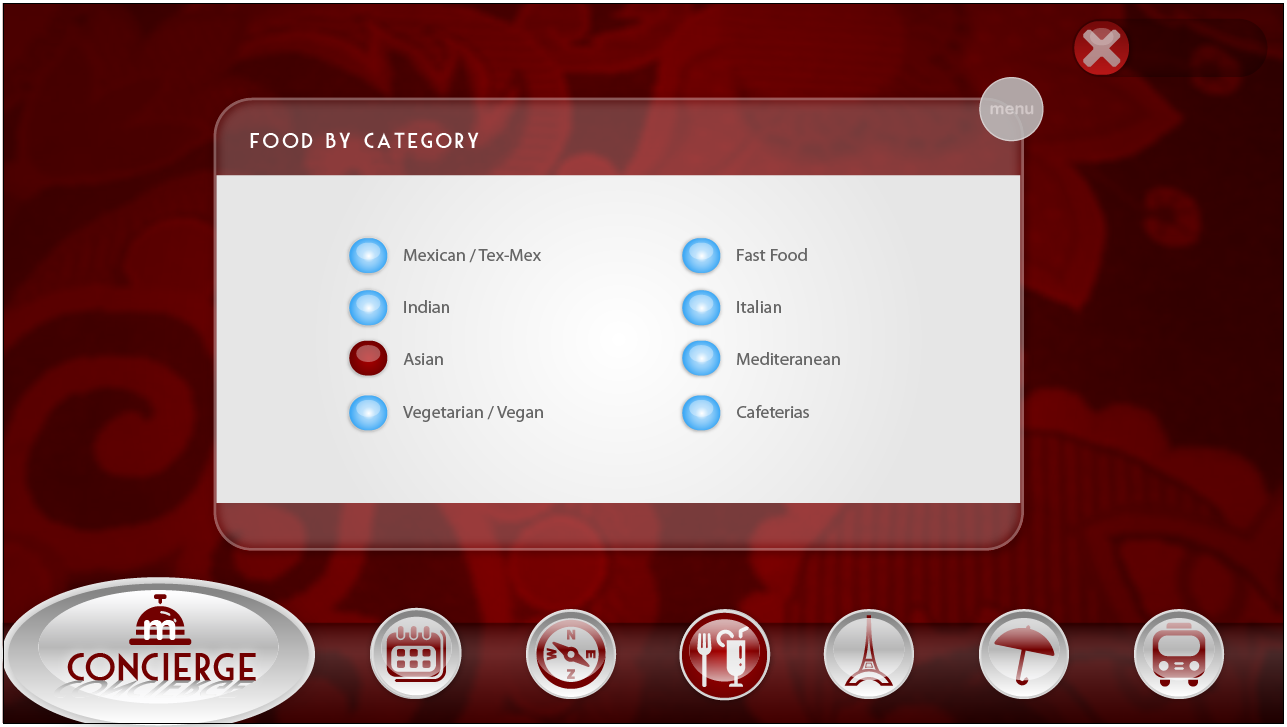 menu
FOOD BY CATEGORY
Mexican / Tex-Mex
Fast Food
Indian
Italian
Asian
Mediteranean
Vegetarian / Vegan
Cafeterias
m
CONCIERGE
N
W E
Z